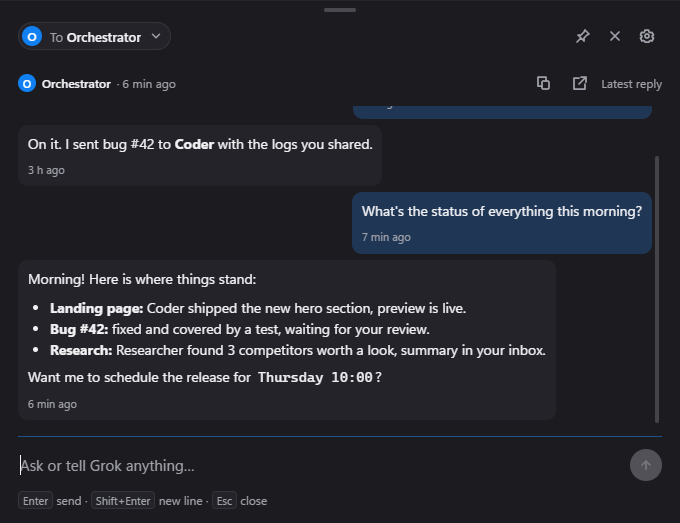 O To Orchestrator
O Orchestrator · 6 min ago
Latest reply
On it. I sent bug #42 to Coder with the logs you shared.
3 h ago
What's the status of everything this morning?
7 min ago
Morning! Here is where things stand:
• Landing page: Coder shipped the new hero section, preview is live.
• Bug #42: fixed and covered by a test, waiting for your review.
• Research: Researcher found 3 competitors worth a look, summary in your inbox.
Want me to schedule the release for Thursday 10:00?
6 min ago
Ask or tell Grok anything...
Enter send · Shift+Enter new line · Esc close